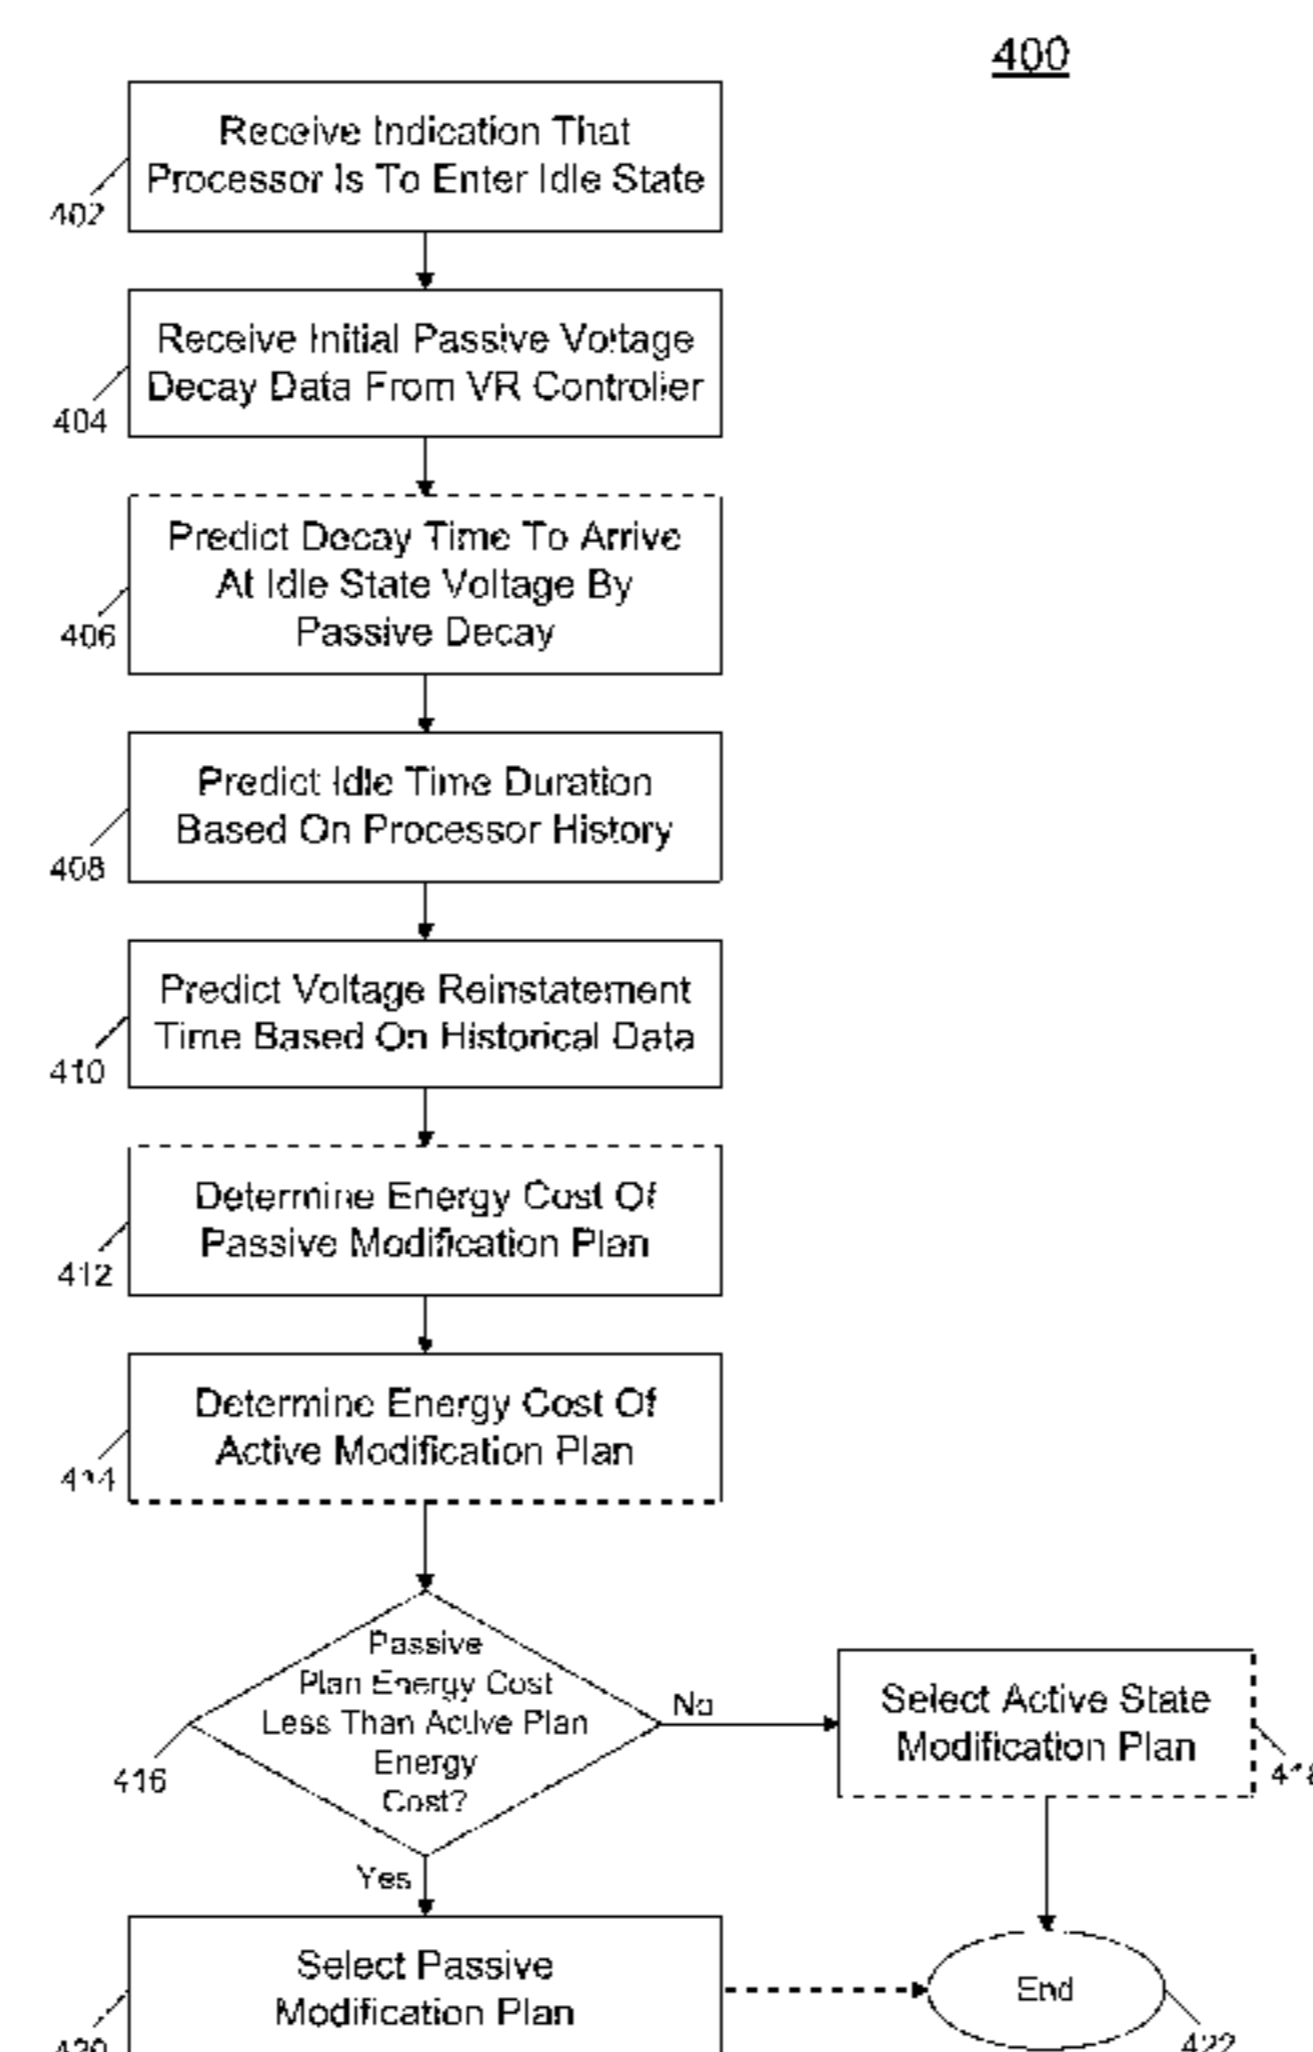 400
Receive Indication That
Processor Is To Enter Idle State
402
Receive Initial Passive Voltage
Decay Data From VR Controller
404
Predict Decay Time To Arrive
At Idle State Voltage By
Passive Decay
406
Predict Idle Time Duration
Based On Processor History
408
Predict Voltage Reinstatement
Time Based On Historical Data
410
Determine Energy Cost Of
Passive Modification Plan
412
Determine Energy Cost Of
Active Modification Plan
414
Passive
Plan Energy Cost
Less Than Active Plan
Energy
Cost?
416
No
Select Active State
Modification Plan
418
Yes
Select Passive
Modification Plan
420
End
422